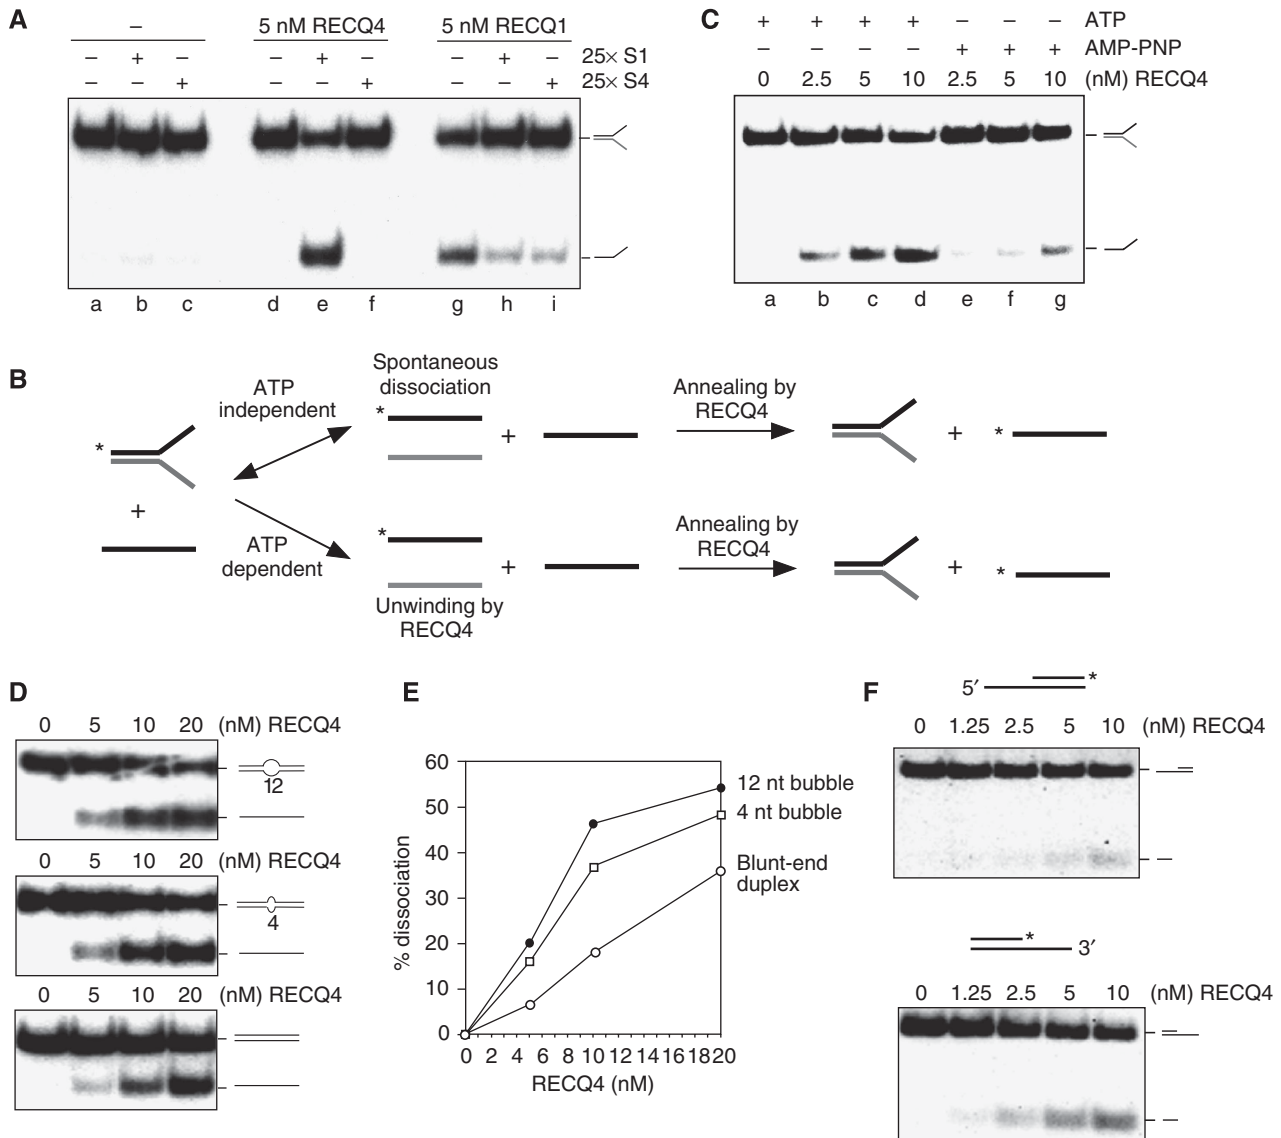 A
– 5 nM RECQ4 5 nM RECQ1
– + – – + – – + – 25× S1
– – + – – + – – + 25× S4
a b c d e f g h i
C
+ + + + – – – ATP
– – – – + + + AMP-PNP
0 2.5 5 10 2.5 5 10 (nM) RECQ4
a b c d e f g
B
ATP
independent
Spontaneous
dissociation
Annealing by
RECQ4
* * + + *
+
ATP
dependent
Annealing by
RECQ4
* + + *
Unwinding by
RECQ4
D
0 5 10 20 (nM) RECQ4
12
0 5 10 20 (nM) RECQ4
4
0 5 10 20 (nM) RECQ4
E
60
50
40
30
20
10
0
% dissociation
0 2 4 6 8 10 12 14 16 18 20
RECQ4 (nM)
12 nt bubble
4 nt bubble
Blunt-end
duplex
F
5′ *
0 1.25 2.5 5 10 (nM) RECQ4
* 3′
0 1.25 2.5 5 10 (nM) RECQ4